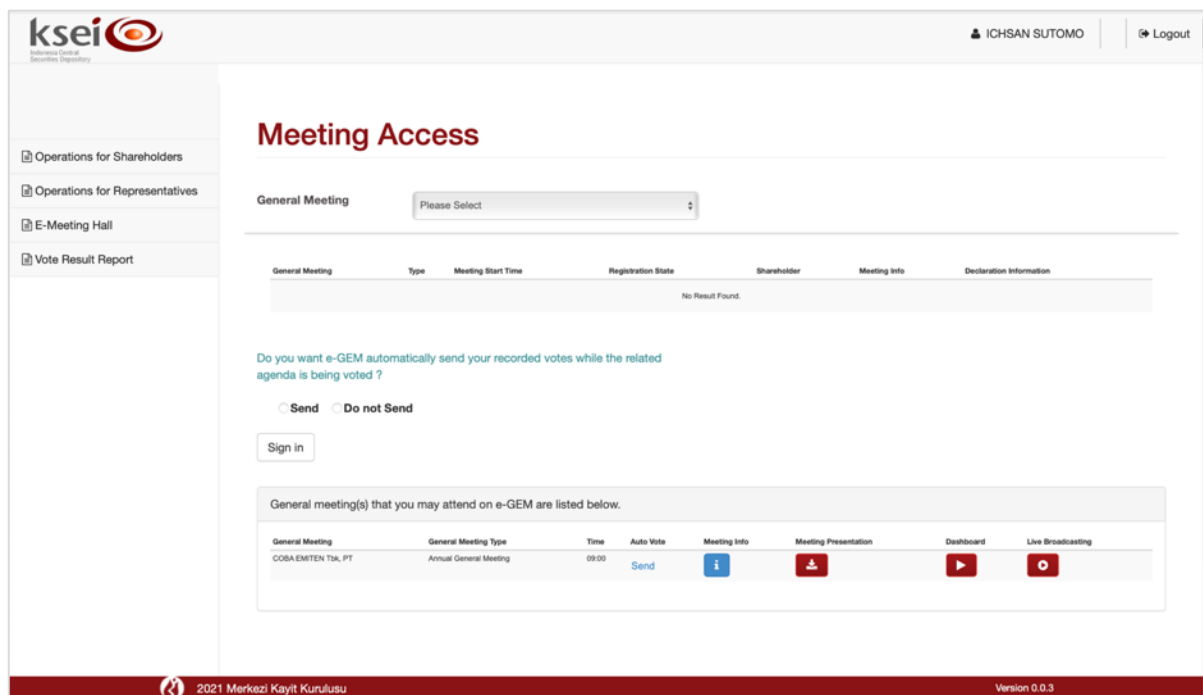 ksei
Indonesia Central
Securities Depository
ICHSAN SUTOMO
Logout
Operations for Shareholders
Operations for Representatives
E-Meeting Hall
Vote Result Report
Meeting Access
General Meeting
Please Select
General Meeting Type Meeting Start Time Registration State Shareholder Meeting Info Declaration Information
No Result Found.
Do you want e-GEM automatically send your recorded votes while the related
agenda is being voted ?
Send Do not Send
Sign in
General meeting(s) that you may attend on e-GEM are listed below.
General Meeting General Meeting Type Time Auto Vote Meeting Info Meeting Presentation Dashboard Live Broadcasting
COBA EMITEN Tbk, PT Annual General Meeting 09:00 Send
2021 Merkezi Kayit Kurulusu
Version 0.0.3